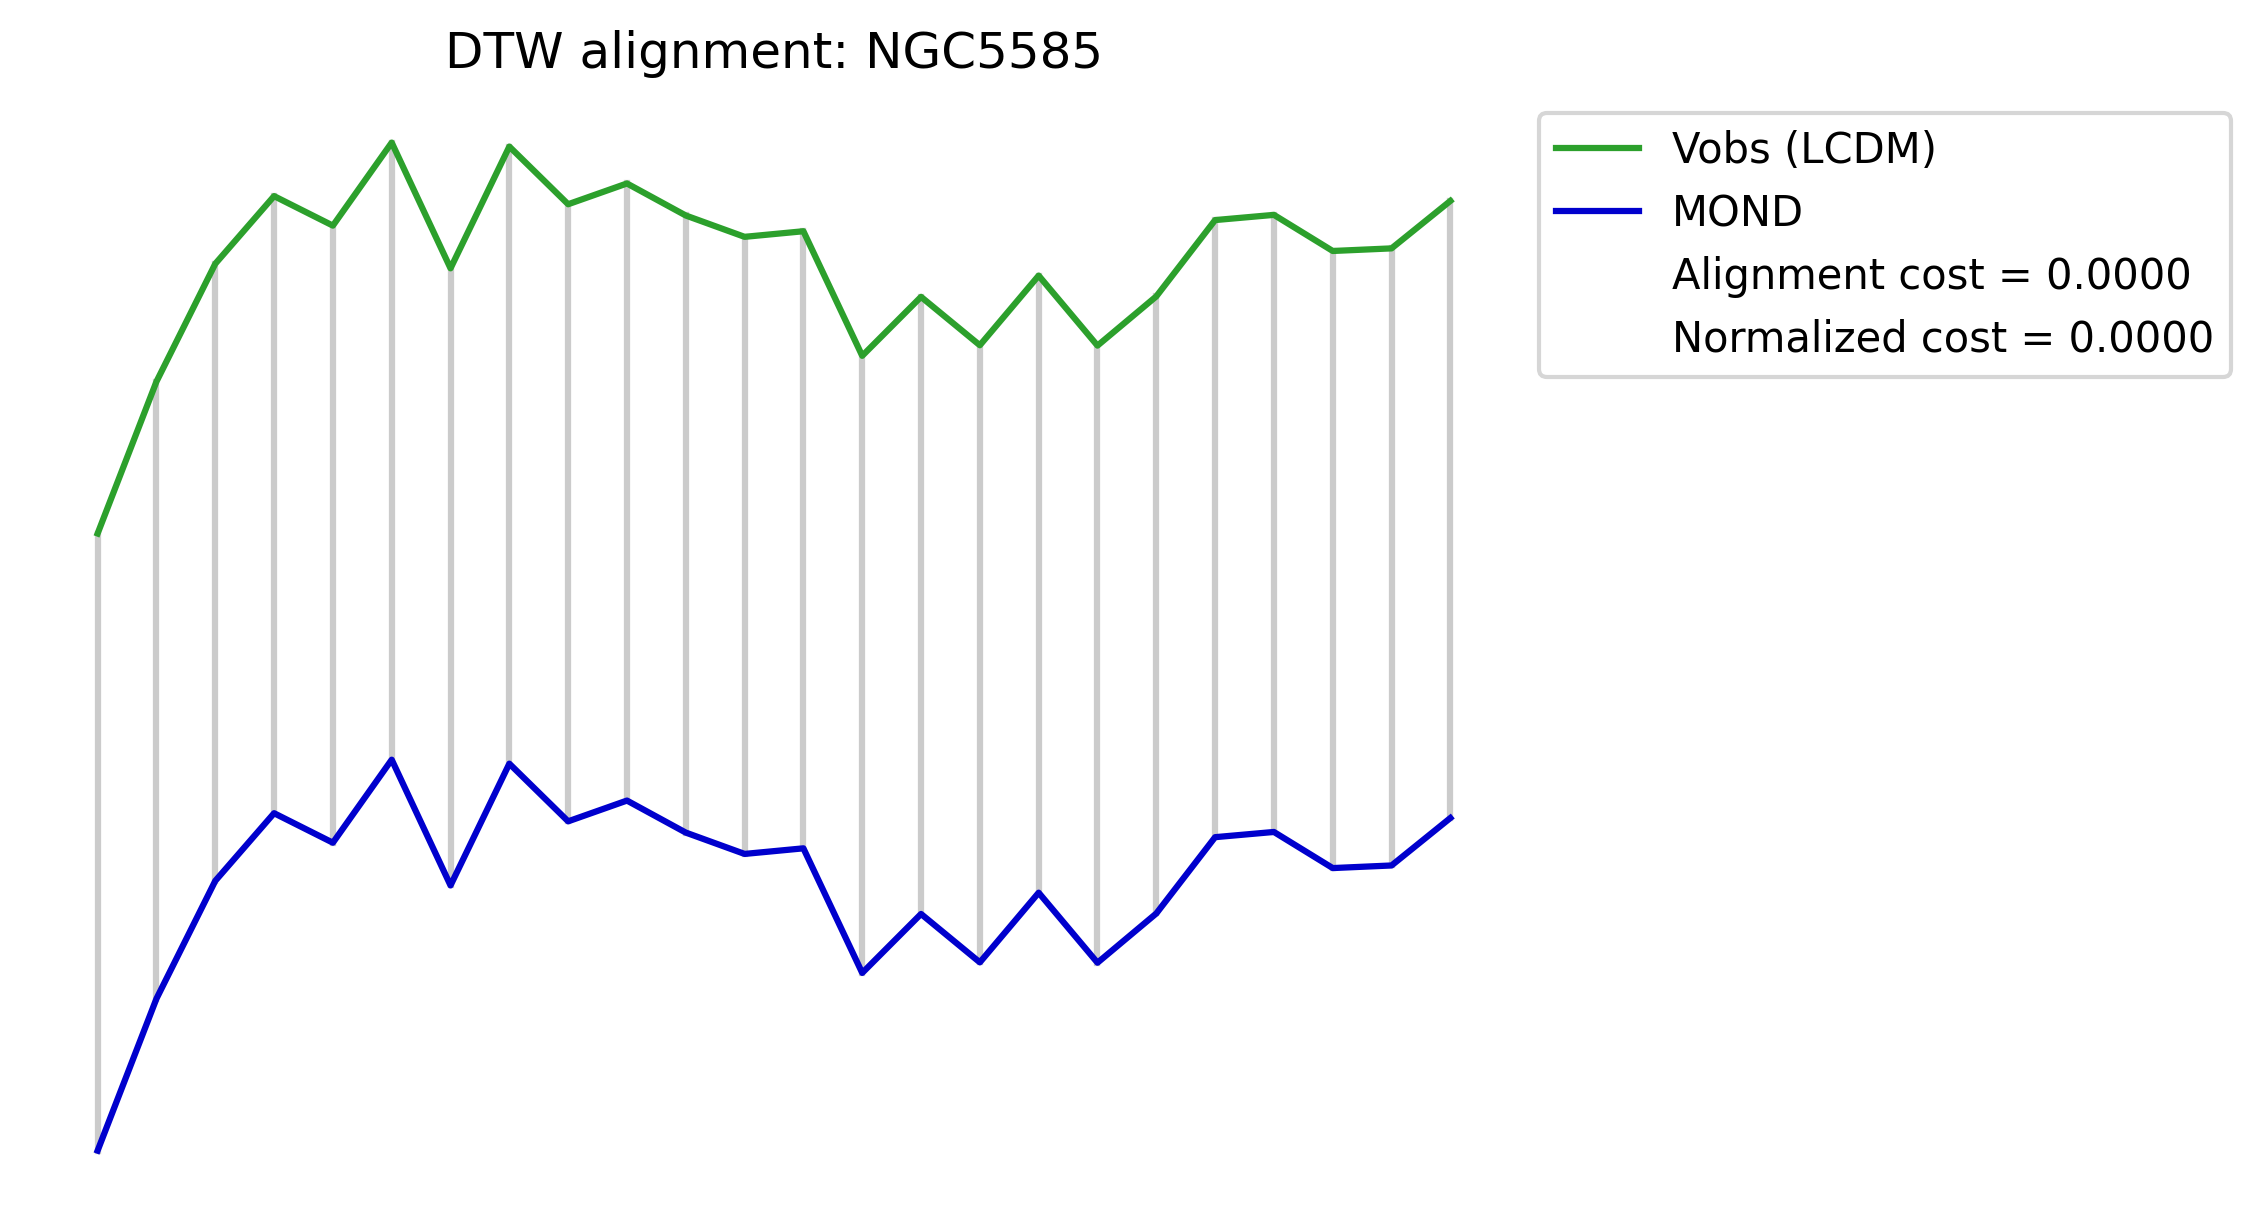 DTW alignment: NGC5585
Vobs (LCDM)
MOND
Alignment cost = 0.0000
Normalized cost = 0.0000